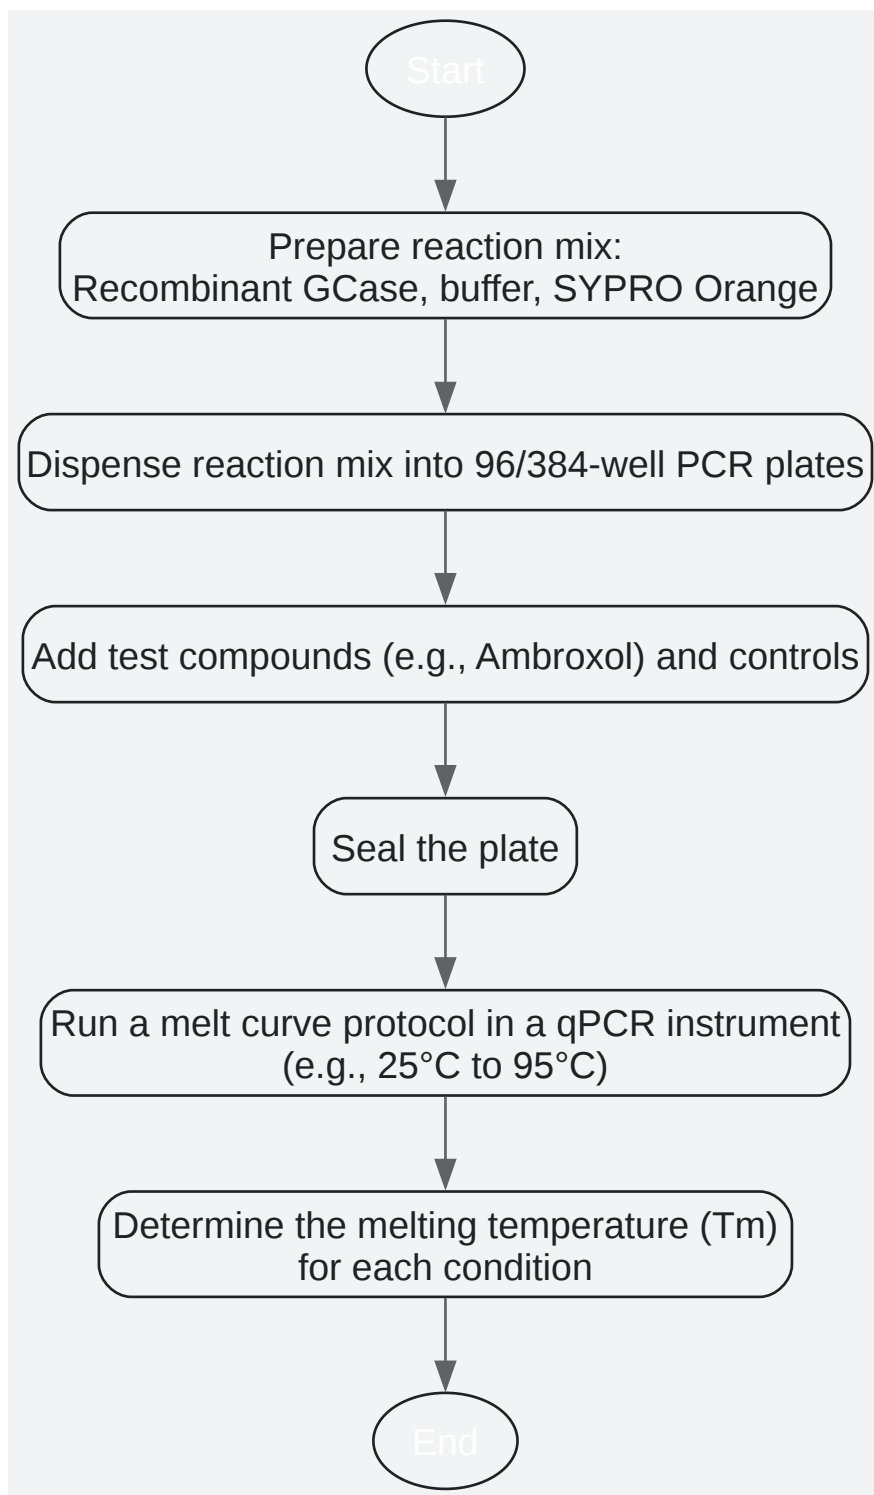 Start
Prepare reaction mix:
Recombinant GCase, buffer, SYPRO Orange
Dispense reaction mix into 96/384-well PCR plates
Add test compounds (e.g., Ambroxol) and controls
Seal the plate
Run a melt curve protocol in a qPCR instrument
(e.g., 25°C to 95°C)
Determine the melting temperature (Tm)
for each condition
End